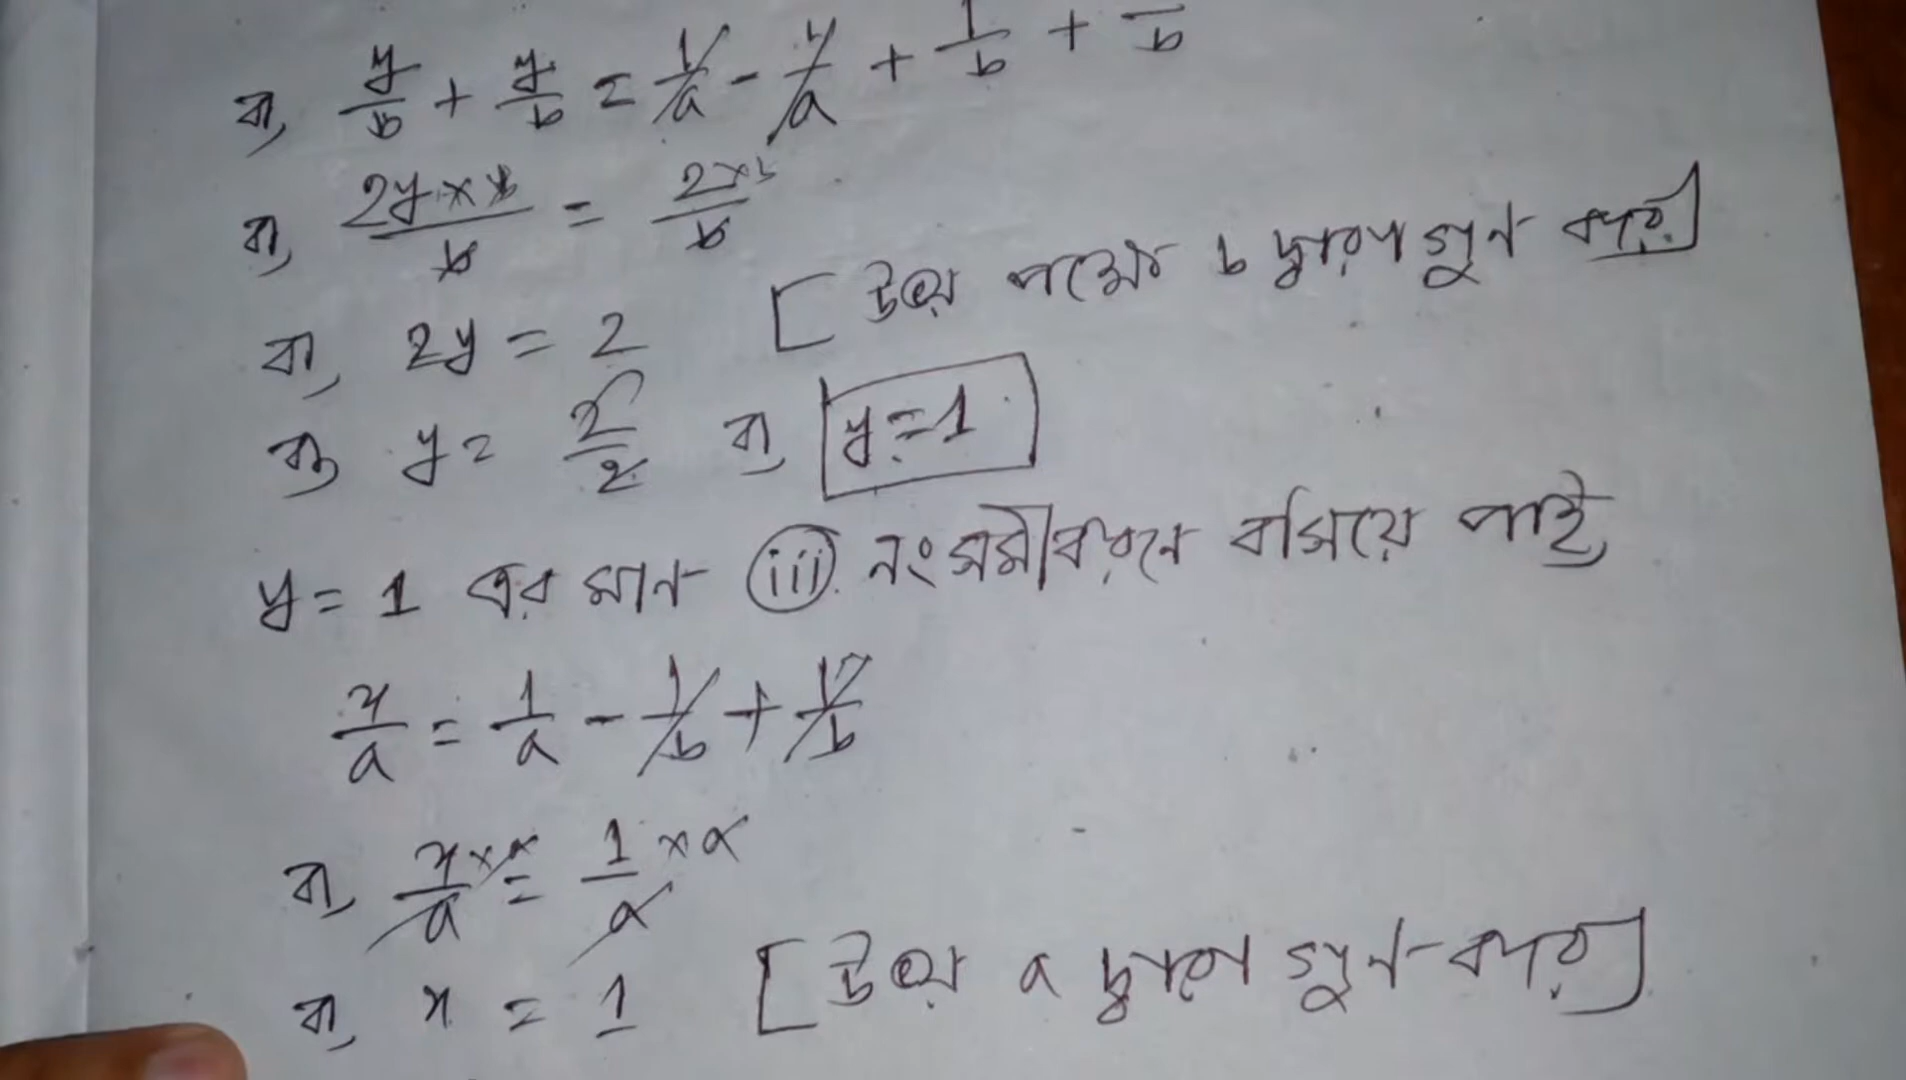 বা, y/b + y/b = 1/a - 1/a + 1/b + 1/b
বা, 2y×b/b = 2×b/b
[উভয় পক্ষের b দ্বারা গুন করে]
বা, 2y = 2
বা, y = 2/2 বা, y = 1
y = 1 এর মান (iii) নং সমীকরনে বসিয়ে পাই
x/a = 1/a - 1/b + 1/b
বা, x×a/a = 1×a/a
বা, x = 1 [উভয় a দ্বারা গুন করে]